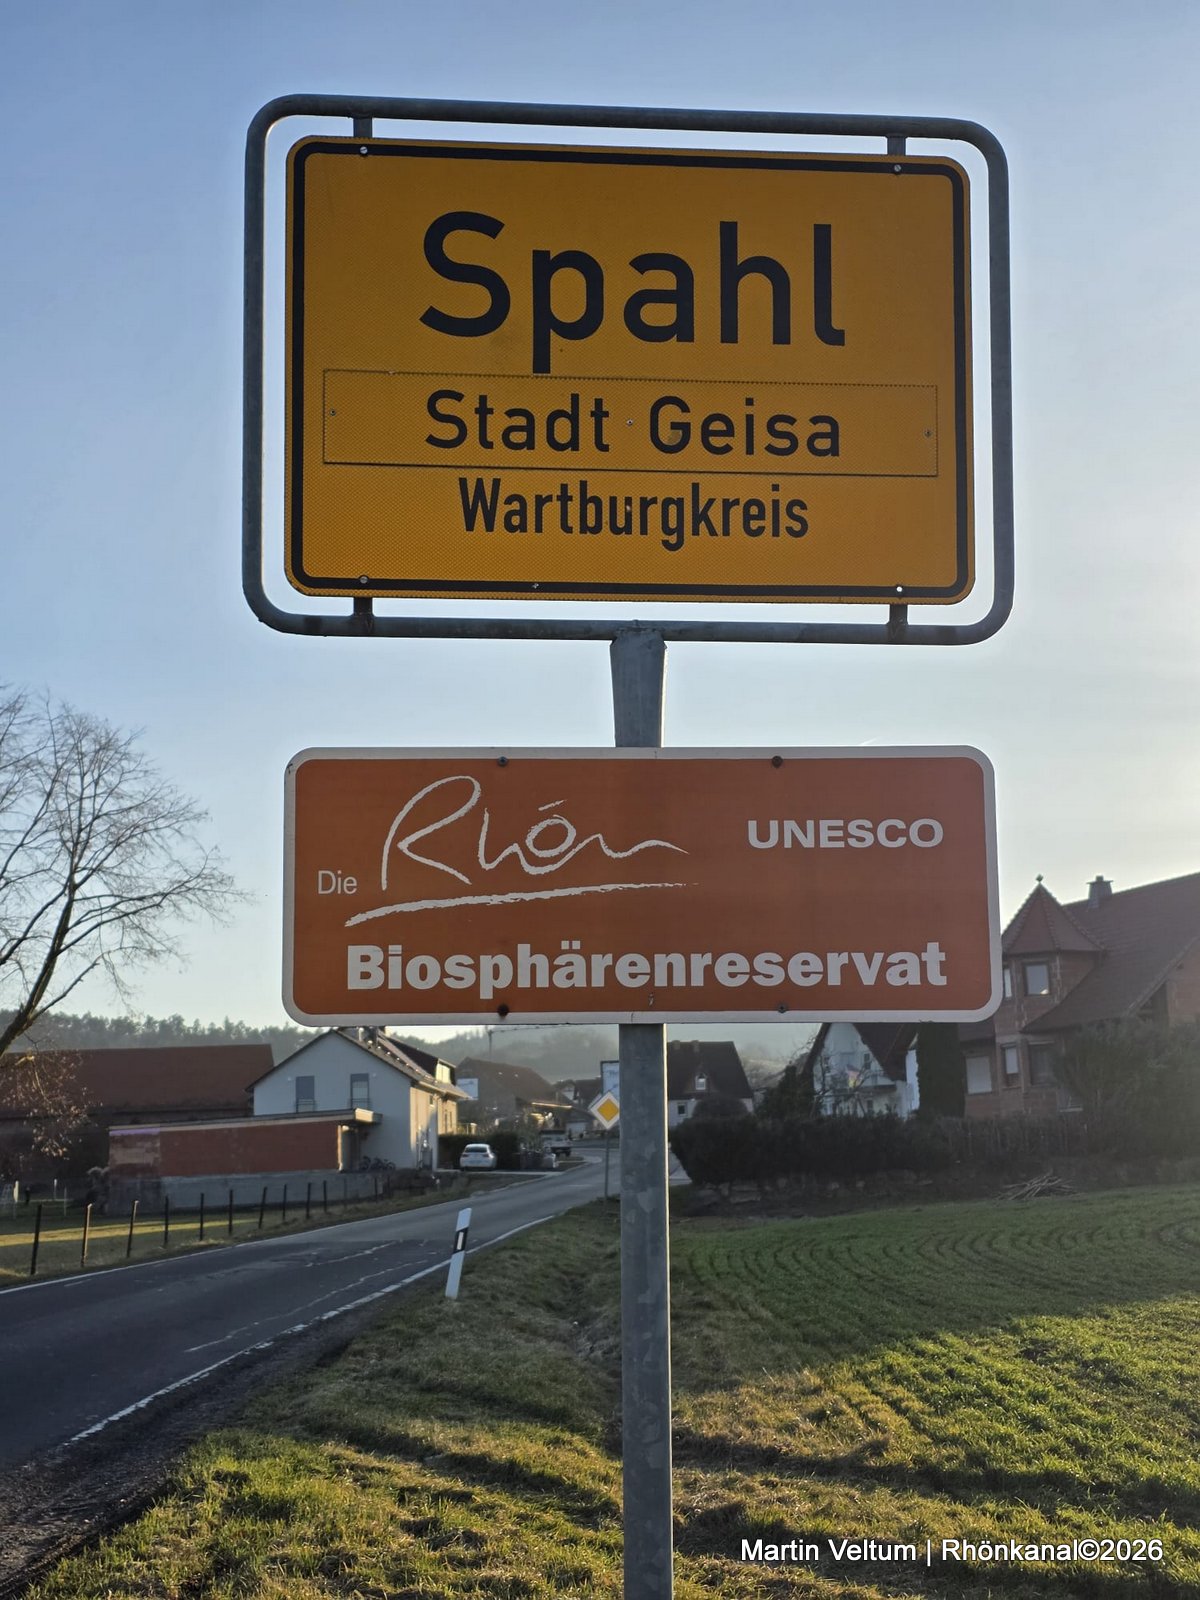 Spahl
Stadt Geisa
Wartburgkreis
Die Rhön UNESCO
Biosphärenreservat
Martin Veltum | Rhönkanal©2026